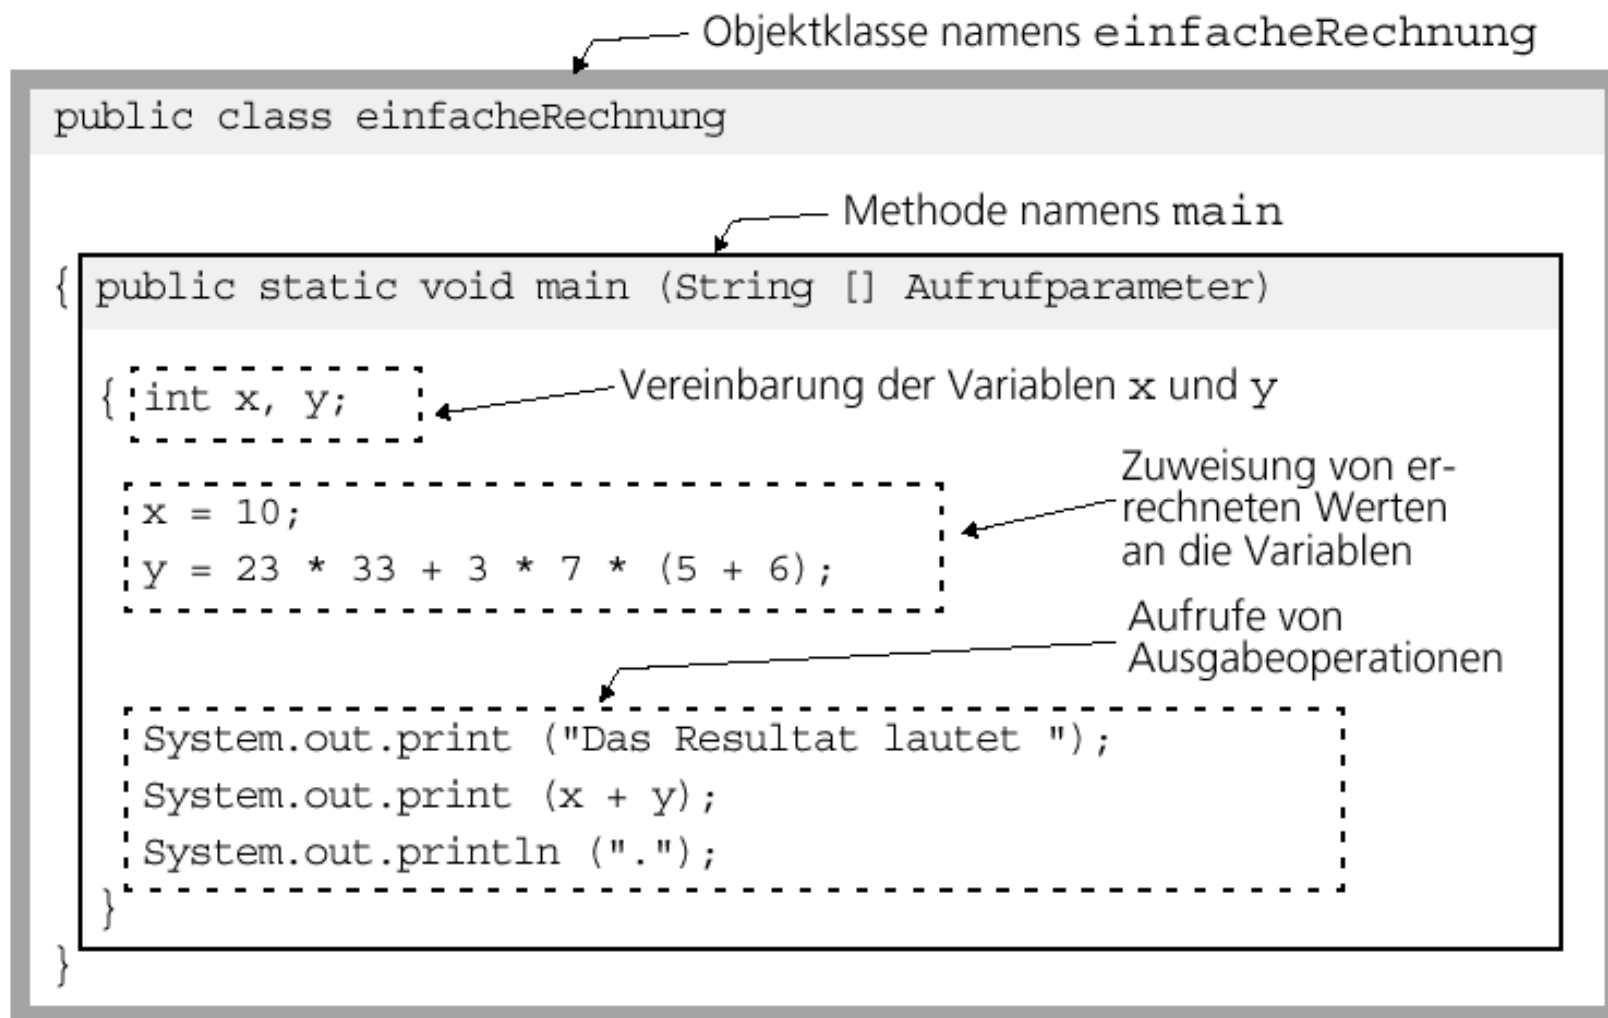 Objektklasse namens einfacheRechnung
public class einfacheRechnung
Methode namens main
{ public static void main (String [] Aufrufparameter)
{ int x, y;
Vereinbarung der Variablen x und y
x = 10;
y = 23 * 33 + 3 * 7 * (5 + 6);
Zuweisung von er-
rechneten Werten
an die Variablen
Aufrufe von
Ausgabeoperationen
System.out.print ("Das Resultat lautet ");
System.out.print (x + y);
System.out.println (".");
}
}